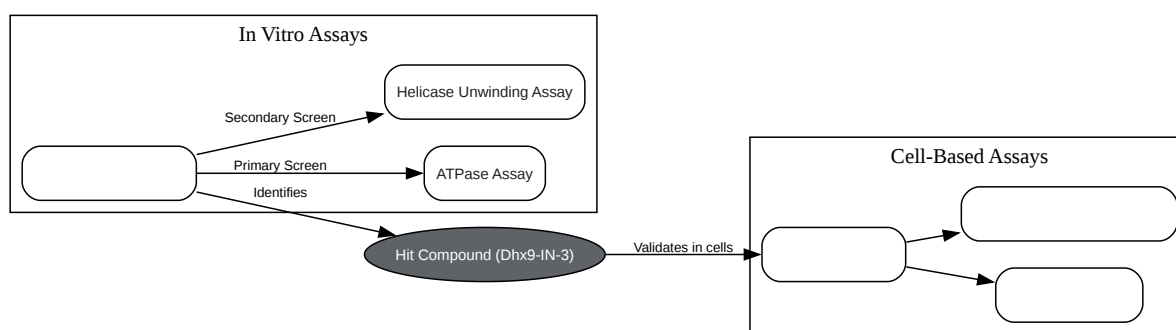 In Vitro Assays
Helicase Unwinding Assay
Secondary Screen
Primary Screen
ATPase Assay
Identifies
Hit Compound (Dhx9-IN-3)
Validates in cells
Cell-Based Assays